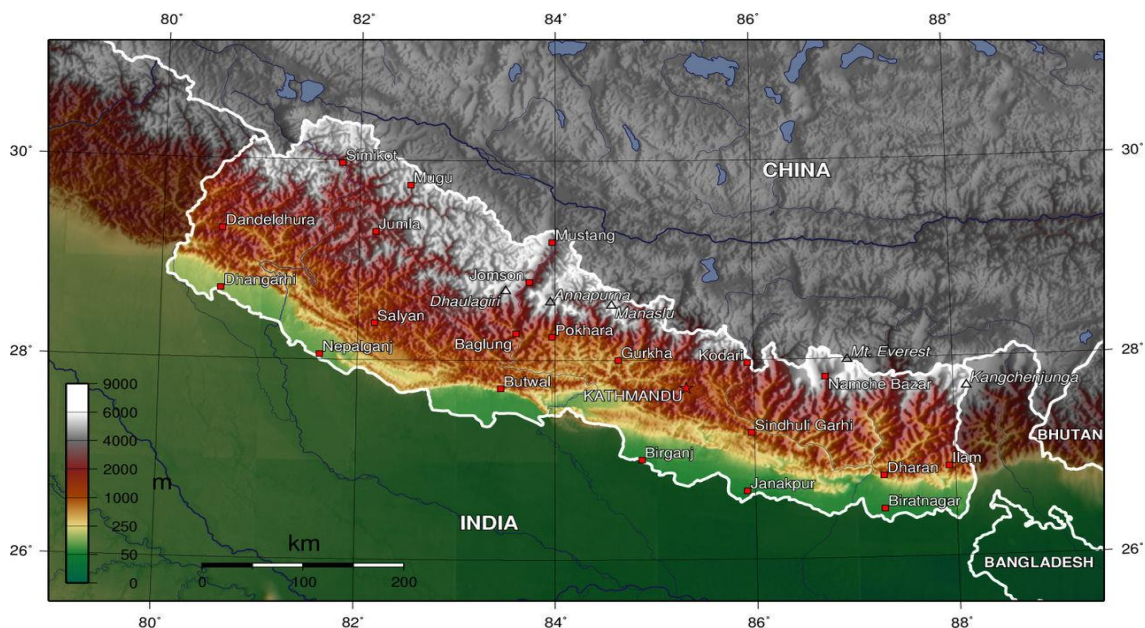 80°
82°
84°
86°
88°
30°
30°
CHINA
Simikot
Mugu
Dandeldhura
Jumla
Mustang
Dhangarhi
Jomson
Dhaulagiri
Annapurna
Manaslu
Salyan
Baglung
Pokhara
28°
28°
Nepalganj
Gurkha
Kodari
Mt. Everest
Butwal
KATHMANDU
Namche Bazar
Kangchenjunga
9000
6000
4000
2000
1000
250
50
0
m
Sindhuli Garhi
BHUTAN
Birganj
Ilam
Dharan
Janakpur
Biratnagar
INDIA
26°
26°
km
0
100
200
BANGLADESH
80°
82°
84°
86°
88°